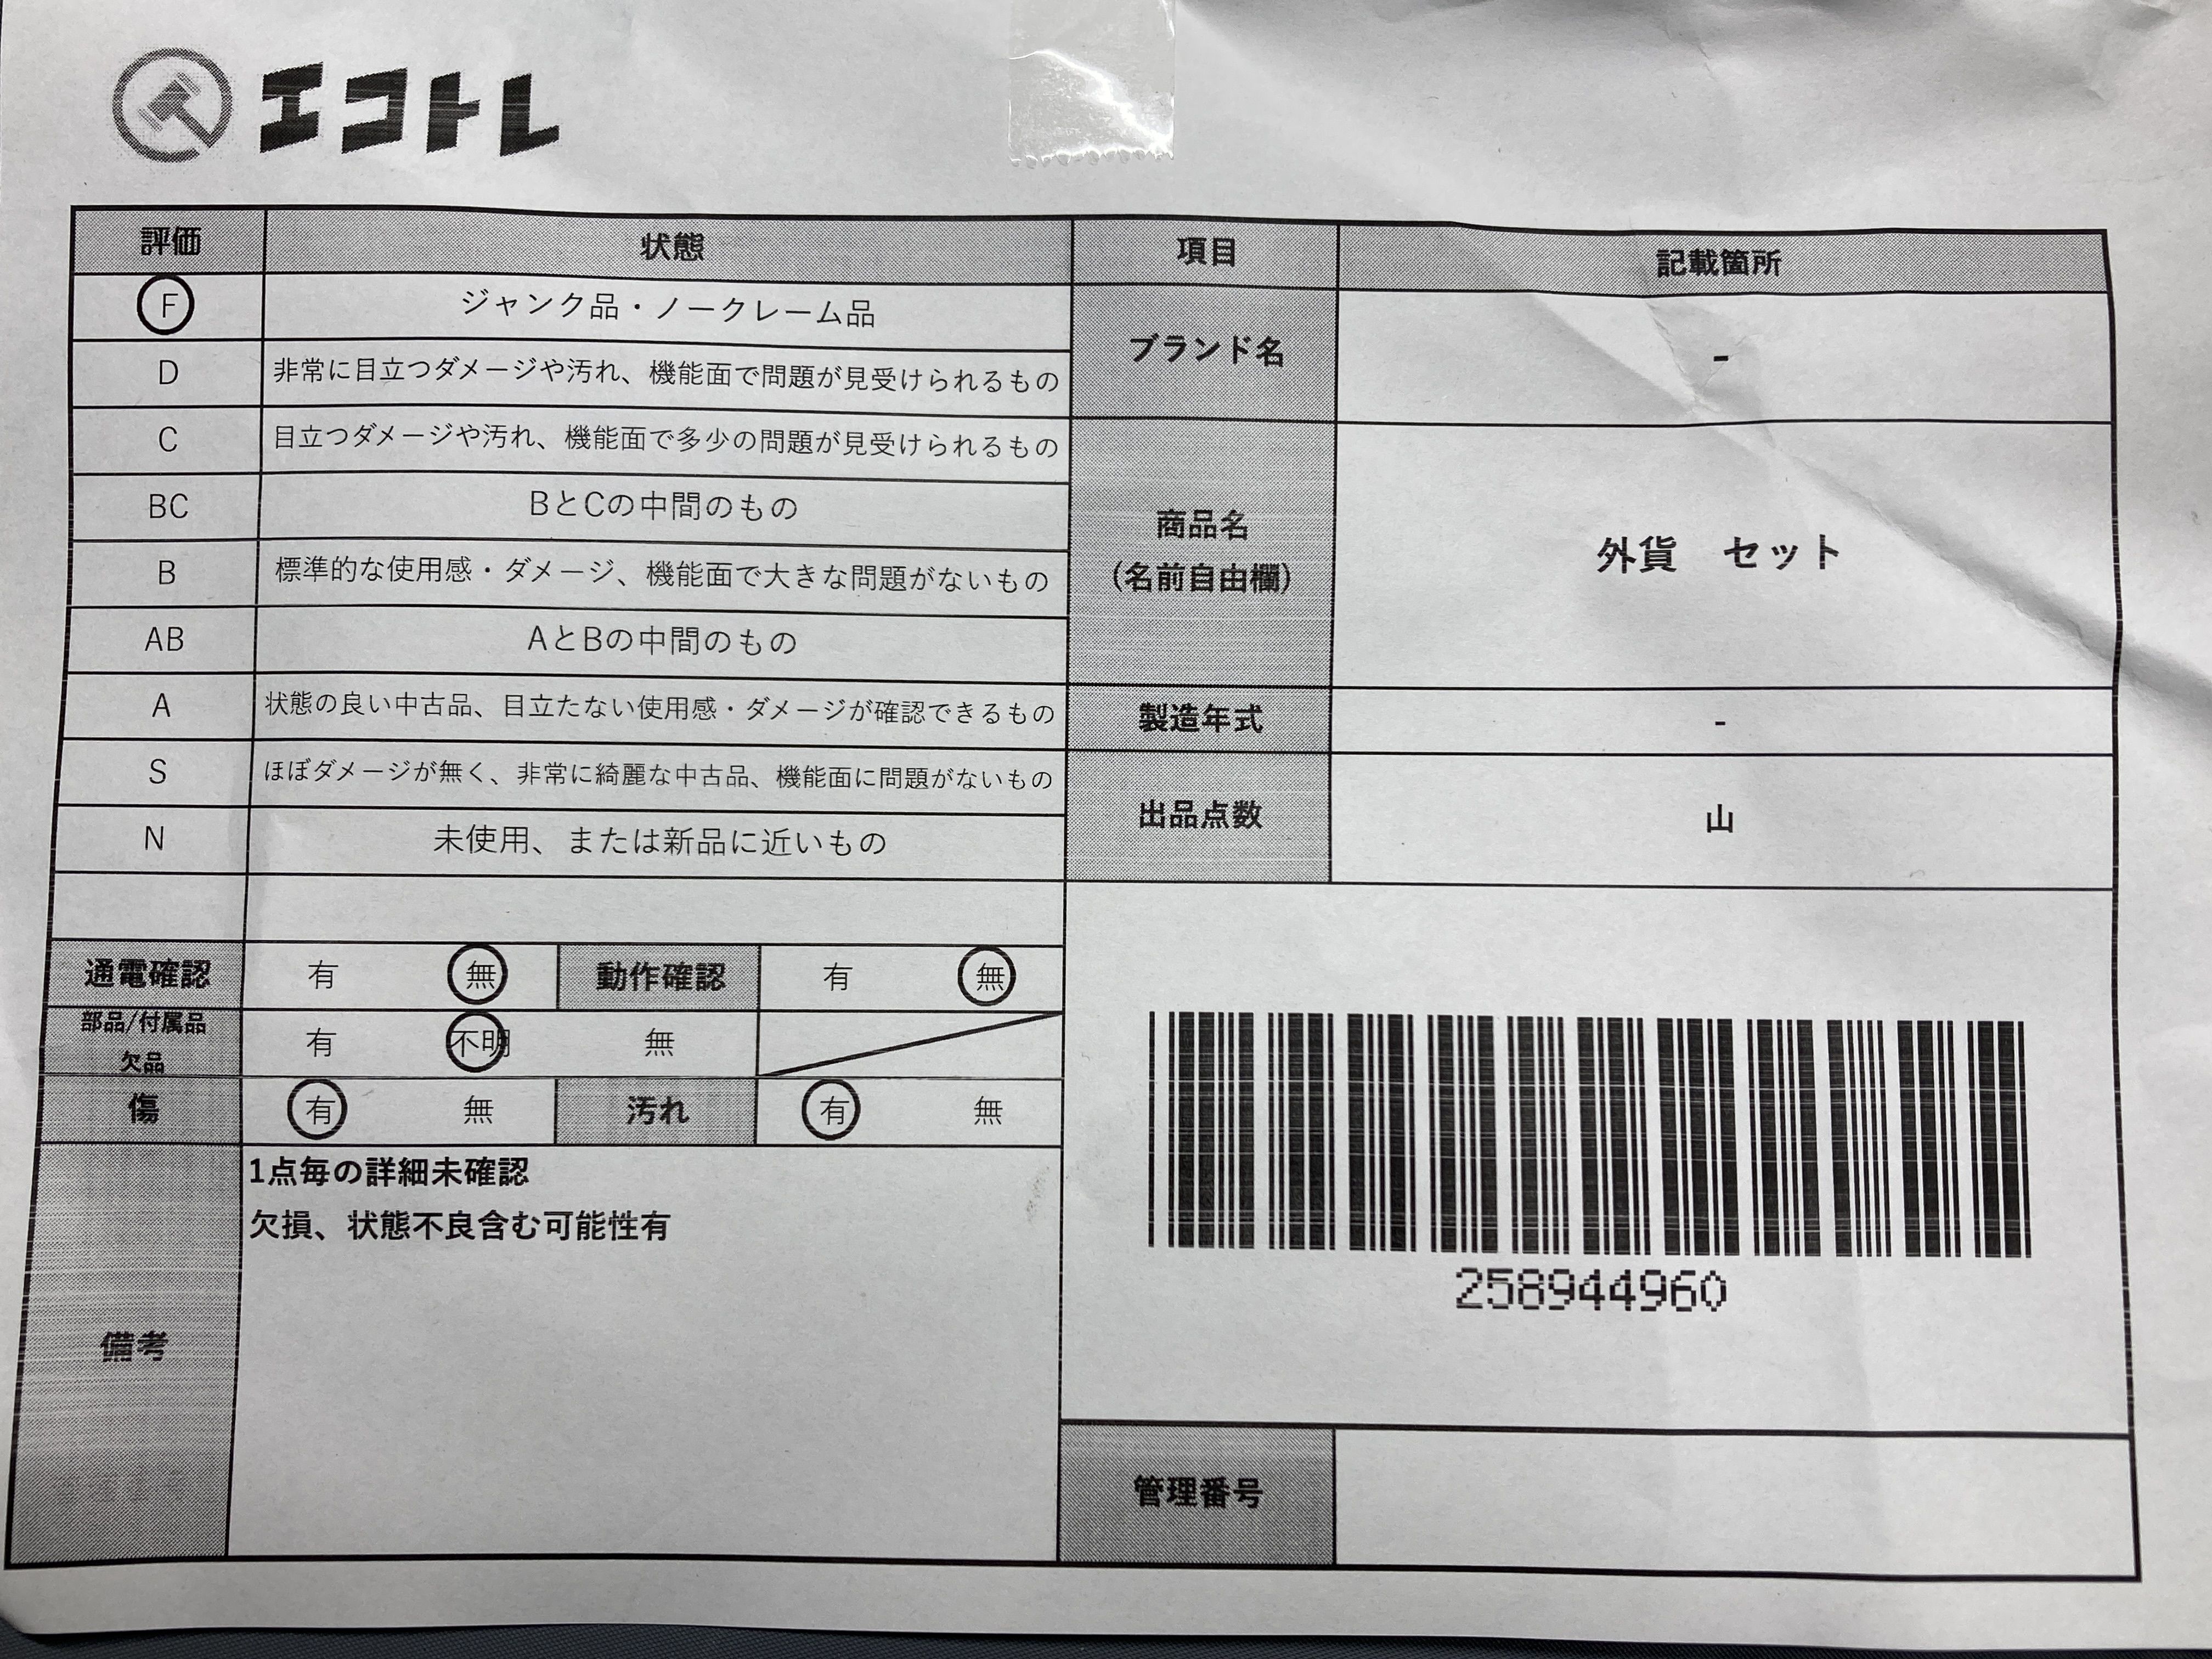 エコトレ
評価 状態 項目 記載箇所
F ジャンク品・ノークレーム品
D 非常に目立つダメージや汚れ、機能面で問題が見受けられるもの
C 目立つダメージや汚れ、機能面で多少の問題が見受けられるもの
BC BとCの中間のもの
B 標準的な使用感・ダメージ、機能面で大きな問題がないもの
AB AとBの中間のもの
A 状態の良い中古品、目立たない使用感・ダメージが確認できるもの
S ほぼダメージが無く、非常に綺麗な中古品、機能面に問題がないもの
N 未使用、または新品に近いもの
ブランド名 -
商品名
(名前自由欄)
外貨 セット
製造年式 -
出品点数 山
通電確認 有 無 動作確認 有 無
部品/付属品
欠品
有 不明 無
傷 有 無 汚れ 有 無
備考
1点毎の詳細未確認
欠損、状態不良含む可能性有
258944960
管理番号